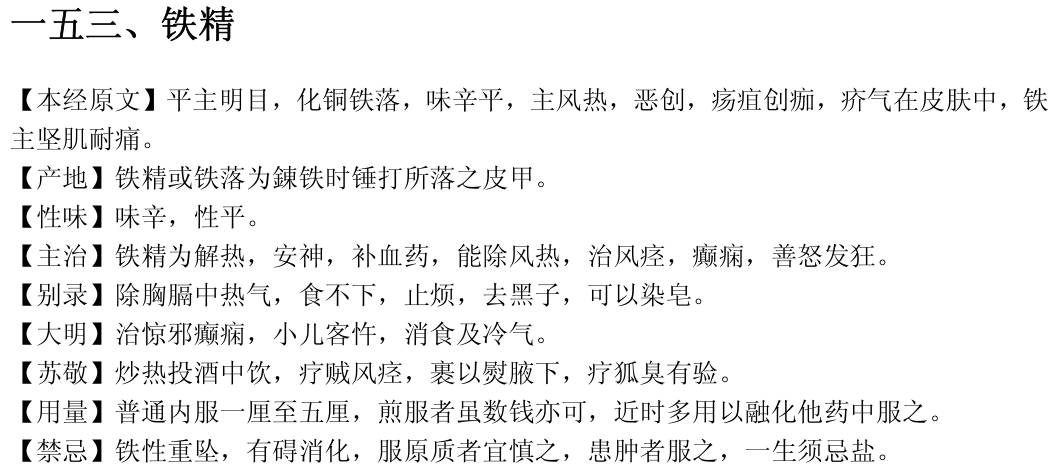 一五三、铁精
【本经原文】平主明目，化铜铁落，味辛平，主风热，恶创，疡疽创痂，疥气在皮肤中，铁
主坚肌耐痛。
【产地】铁精或铁落为鍊铁时锤打所落之皮甲。
【性味】味辛，性平。
【主治】铁精为解热，安神，补血药，能除风热，治风痉，癫痫，善怒发狂。
【别录】除胸膈中热气，食不下，止烦，去黑子，可以染皂。
【大明】治惊邪癫痫，小儿客忤，消食及冷气。
【苏敬】炒热投酒中饮，疗贼风痉，裹以熨腋下，疗狐臭有验。
【用量】普通内服一厘至五厘，煎服者虽数钱亦可，近时多用以融化他药中服之。
【禁忌】铁性重坠，有碍消化，服原质者宜慎之，患肿者服之，一生须忌盐。